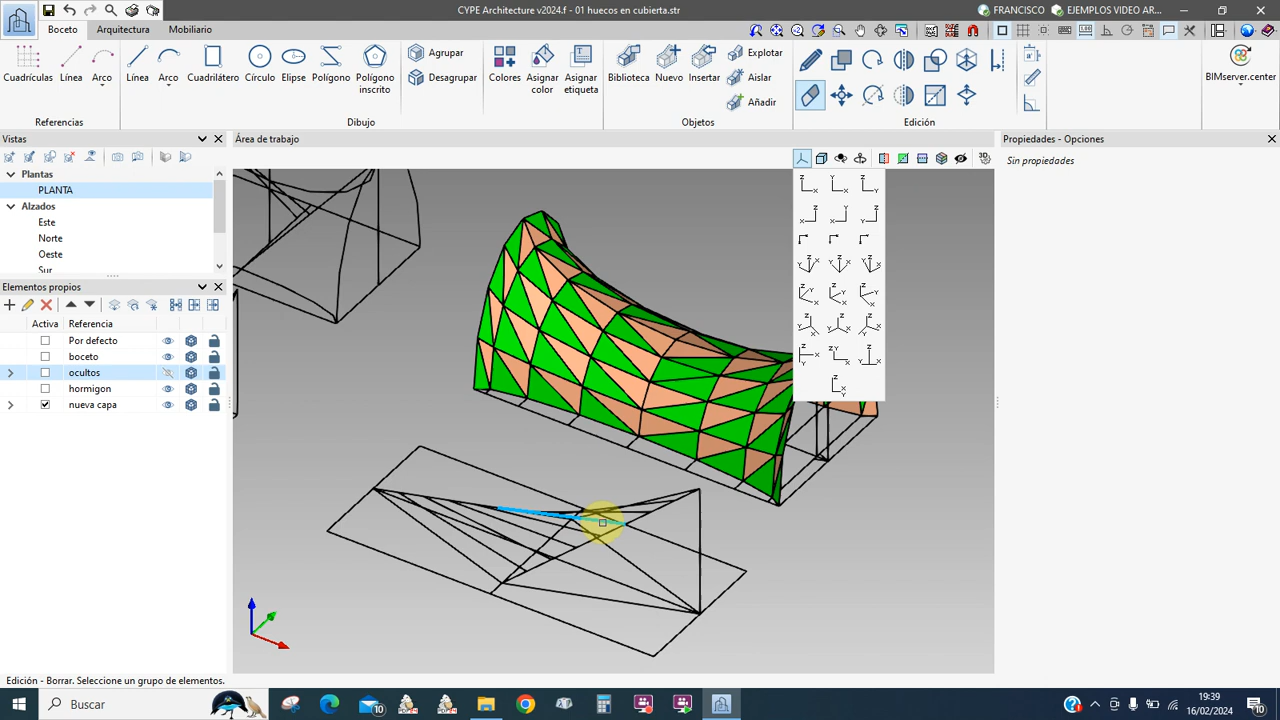 CYPE Architecture v2024.f - 01 huecos en cubierta.str
FRANCISCO
EJEMPLOS VIDEO AR...
Boceto
Arquitectura
Mobiliario
Cuadrículas
Línea
Arco
Línea
Arco
Cuadrilátero
Círculo
Elipse
Polígono
Polígono inscrito
Agrupar
Desagrupar
Colores
Asignar color
Asignar etiqueta
Biblioteca
Nuevo
Insertar
Explotar
Aislar
Añadir
BIMserver.center
Referencias
Dibujo
Objetos
Edición
Vistas
Área de trabajo
Propiedades - Opciones
Sin propiedades
Plantas
PLANTA
Alzados
Este
Norte
Oeste
Sur
Elementos propios
Activa
Referencia
Por defecto
boceto
ocultos
hormigon
nueva capa
Edición - Borrar. Seleccione un grupo de elementos.
Buscar
10
19:39
16/02/2024
10